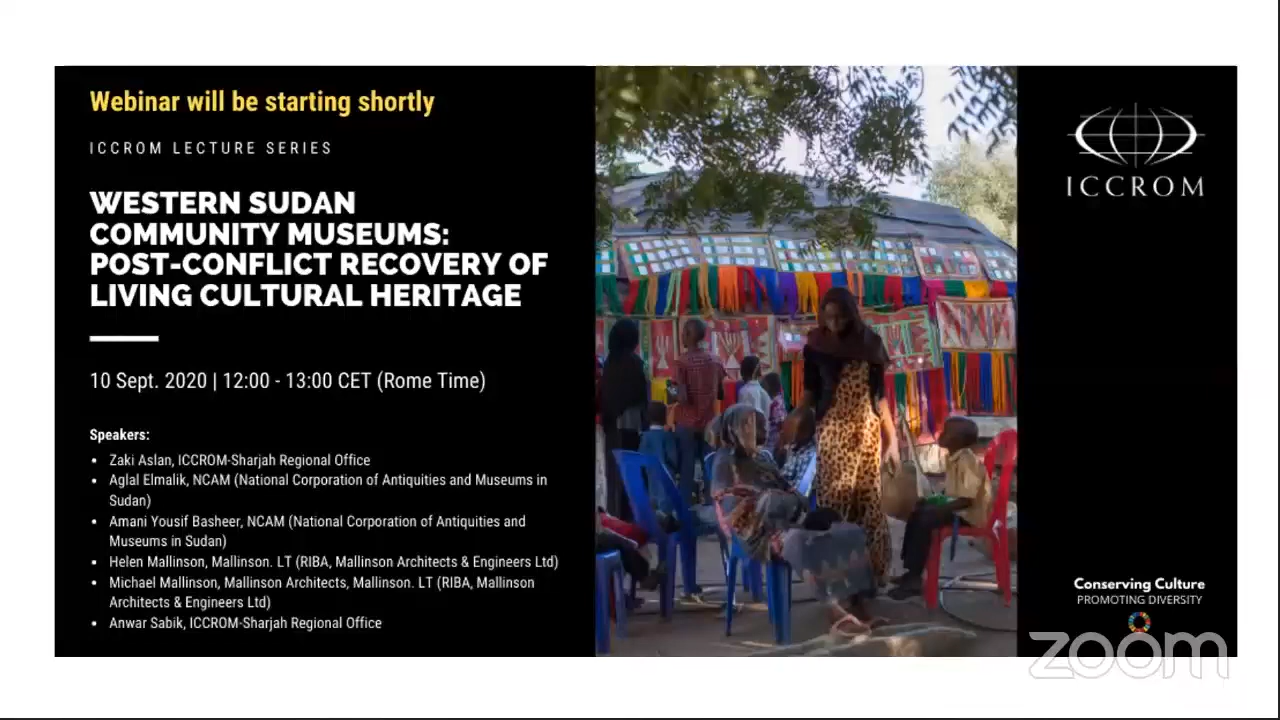 Webinar will be starting shortly
ICCROM LECTURE SERIES
WESTERN SUDAN
COMMUNITY MUSEUMS:
POST-CONFLICT RECOVERY OF
LIVING CULTURAL HERITAGE
10 Sept. 2020 | 12:00 - 13:00 CET (Rome Time)
Speakers:
• Zaki Aslan, ICCROM-Sharjah Regional Office
• Aglal Elmalik, NCAM (National Corporation of Antiquities and Museums in
Sudan)
• Amani Yousif Basheer, NCAM (National Corporation of Antiquities and
Museums in Sudan)
• Helen Mallinson, Mallinson. LT (RIBA, Mallinson Architects & Engineers Ltd)
• Michael Mallinson, Mallinson Architects, Mallinson. LT (RIBA, Mallinson
Architects & Engineers Ltd)
• Anwar Sabik, ICCROM-Sharjah Regional Office
ICCROM
Conserving Culture
PROMOTING DIVERSITY
zoom